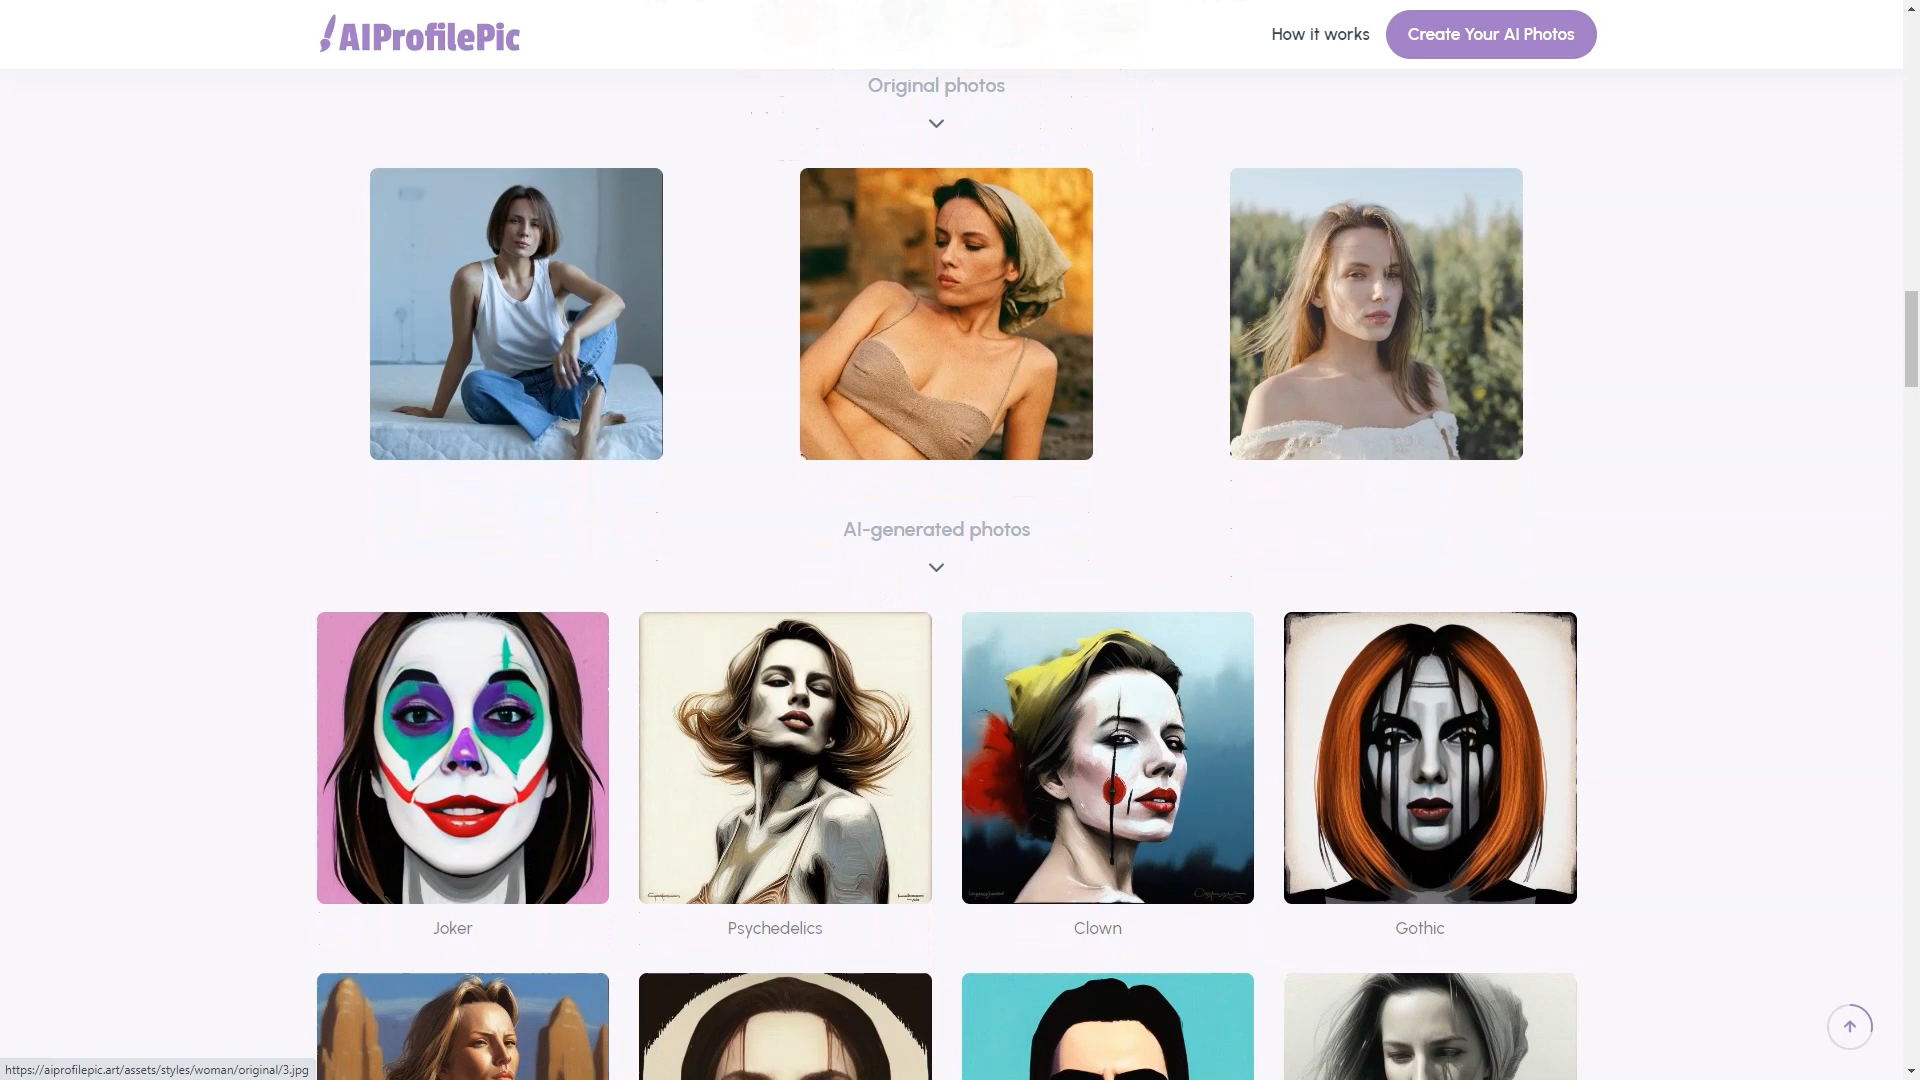 AIProfilePic
How it works
Create Your AI Photos
Original photos
AI-generated photos
Joker
Psychedelics
Clown
Gothic
https://aiprofilepic.art/assets/styles/woman/original/3.jpg